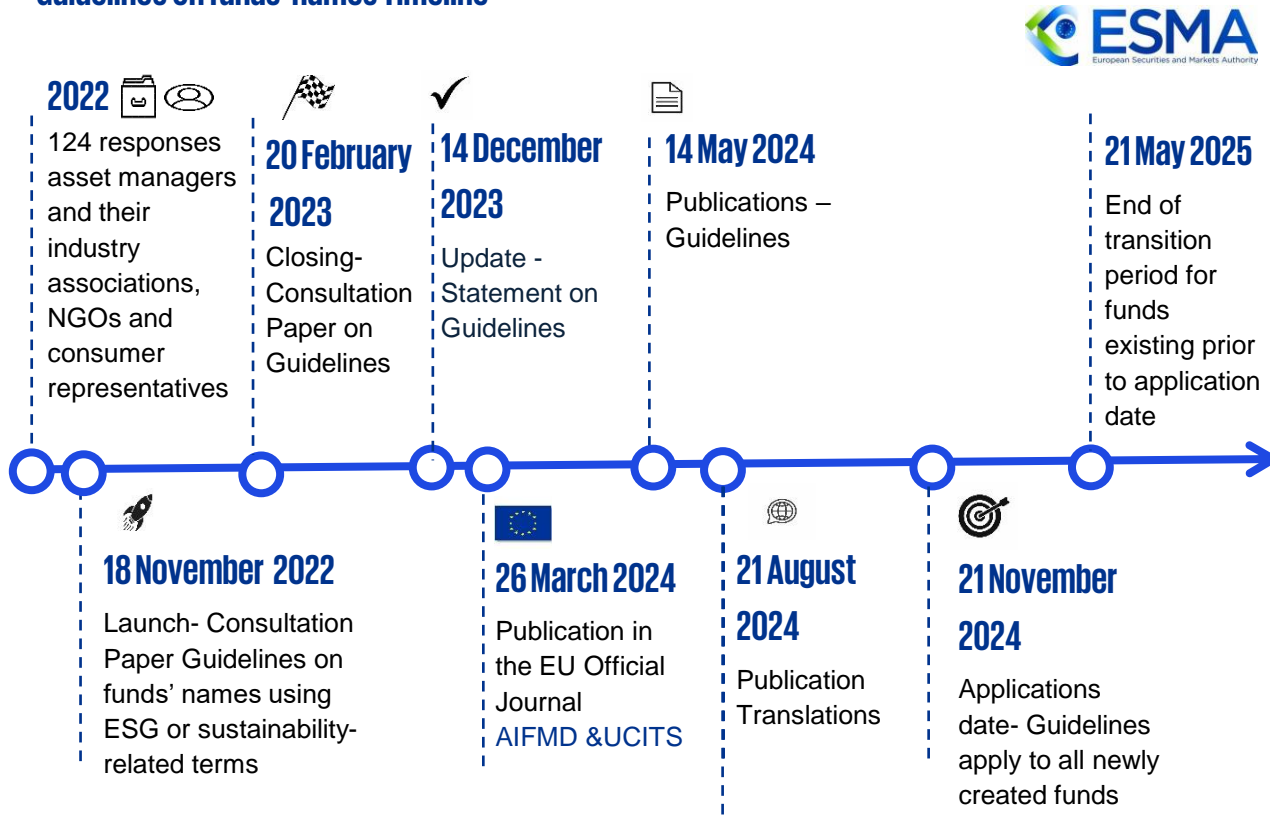 Guidelines on funds' names Timeline
ESMA
European Securities and Markets Authority
2022
124 responses
asset managers
and their
industry
associations,
NGOs and
consumer
representatives
20 February
2023
Closing-
Consultation
Paper on
Guidelines
14 December
2023
Update -
Statement on
Guidelines
14 May 2024
Publications –
Guidelines
21 May 2025
End of
transition
period for
funds
existing prior
to application
date
18 November 2022
Launch- Consultation
Paper Guidelines on
funds’ names using
ESG or sustainability-
related terms
26 March 2024
Publication in
the EU Official
Journal
AIFMD &UCITS
21 August
2024
Publication
Translations
21 November
2024
Applications
date- Guidelines
apply to all newly
created funds